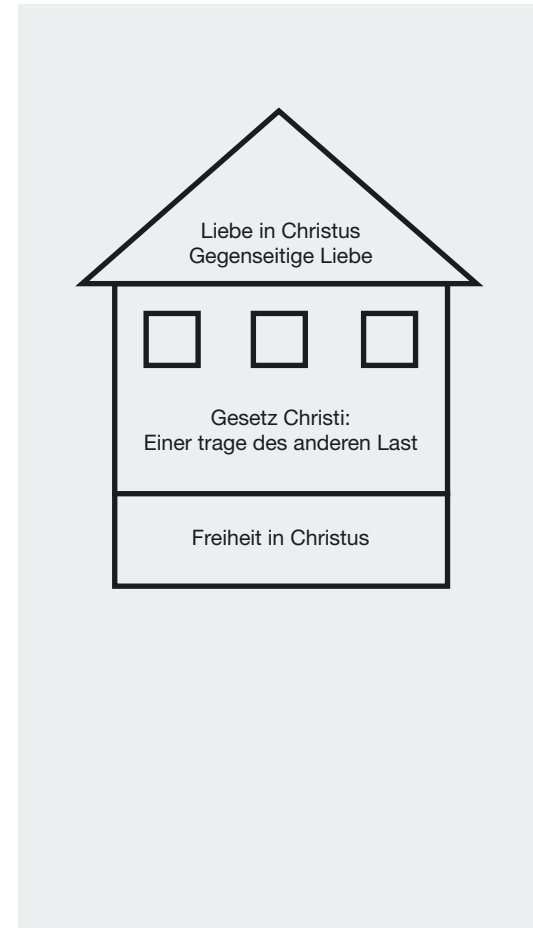 Liebe in Christus
Gegenseitige Liebe
Gesetz Christi:
Einer trage des anderen Last
Freiheit in Christus